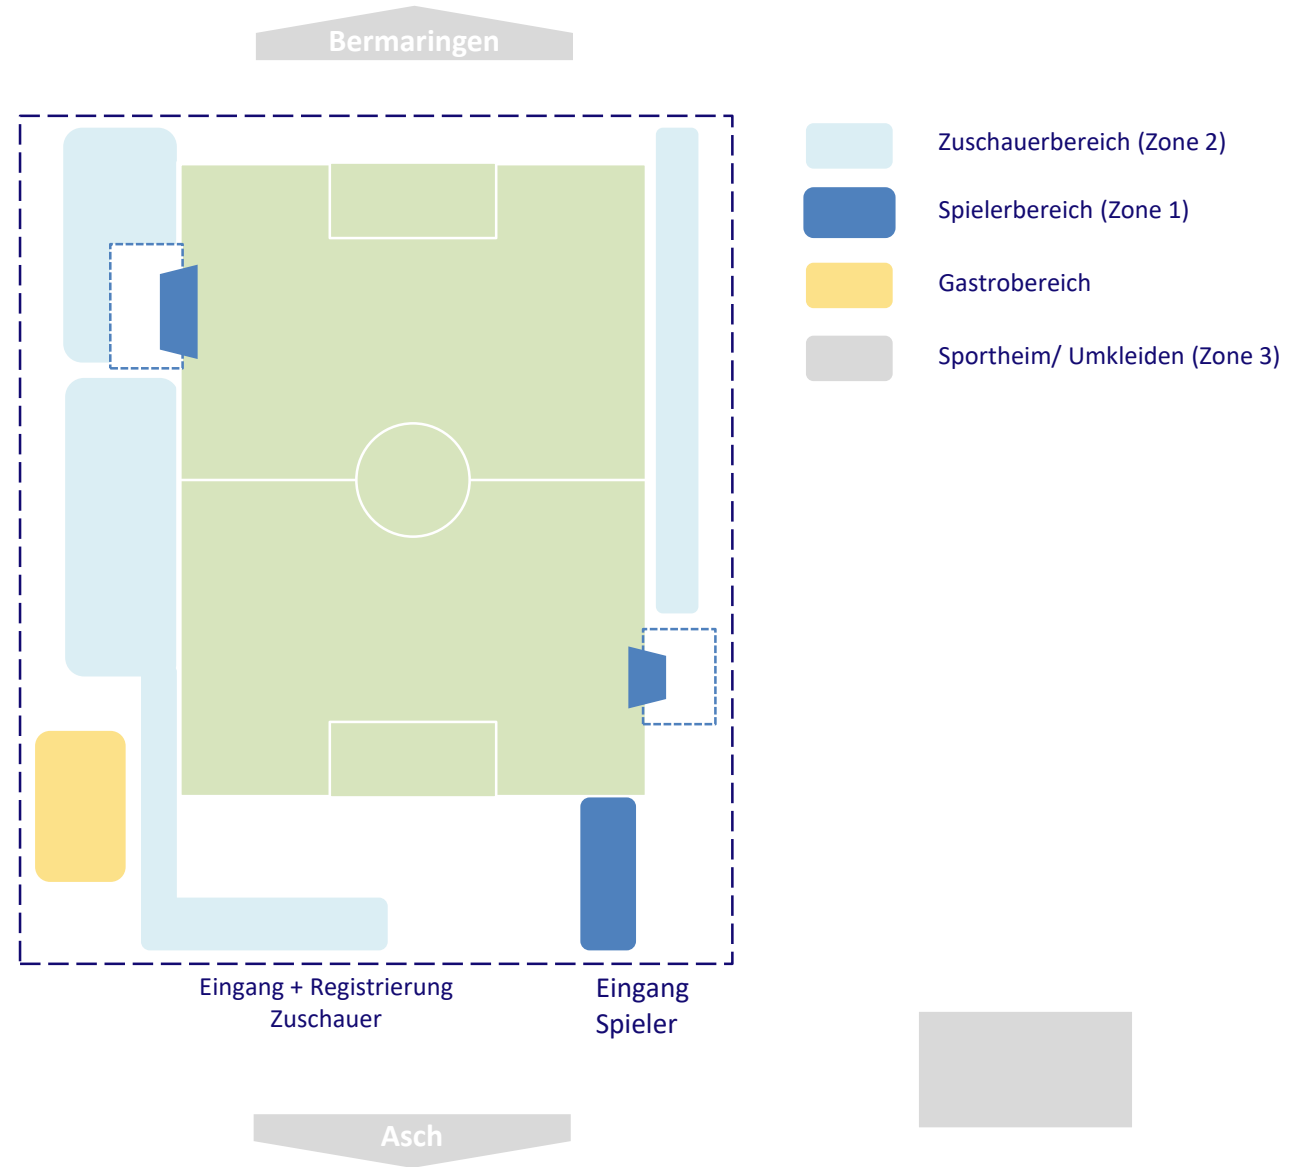 Bermaringen
Zuschauerbereich (Zone 2)
Spielerbereich (Zone 1)
Gastrobereich
Sportheim/ Umkleiden (Zone 3)
Eingang + Registrierung
Zuschauer
Eingang
Spieler
Asch